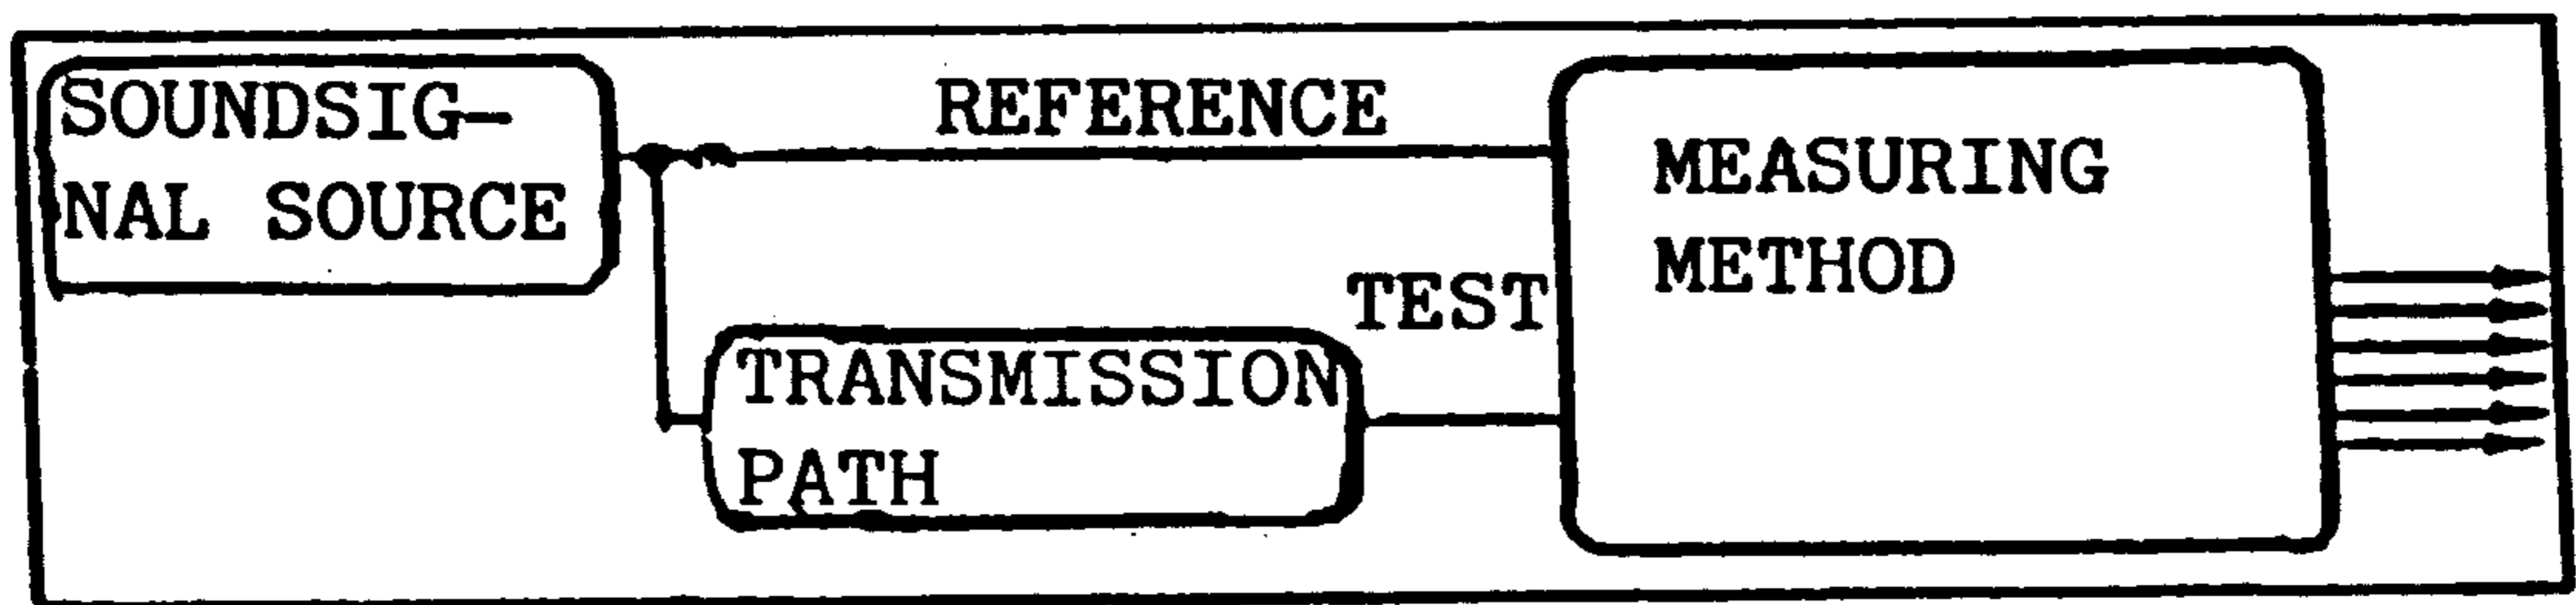 SOUNDSIG-
NAL SOURCE
REFERENCE
MEASURING
METHOD
TEST
TRANSMISSION
PATH